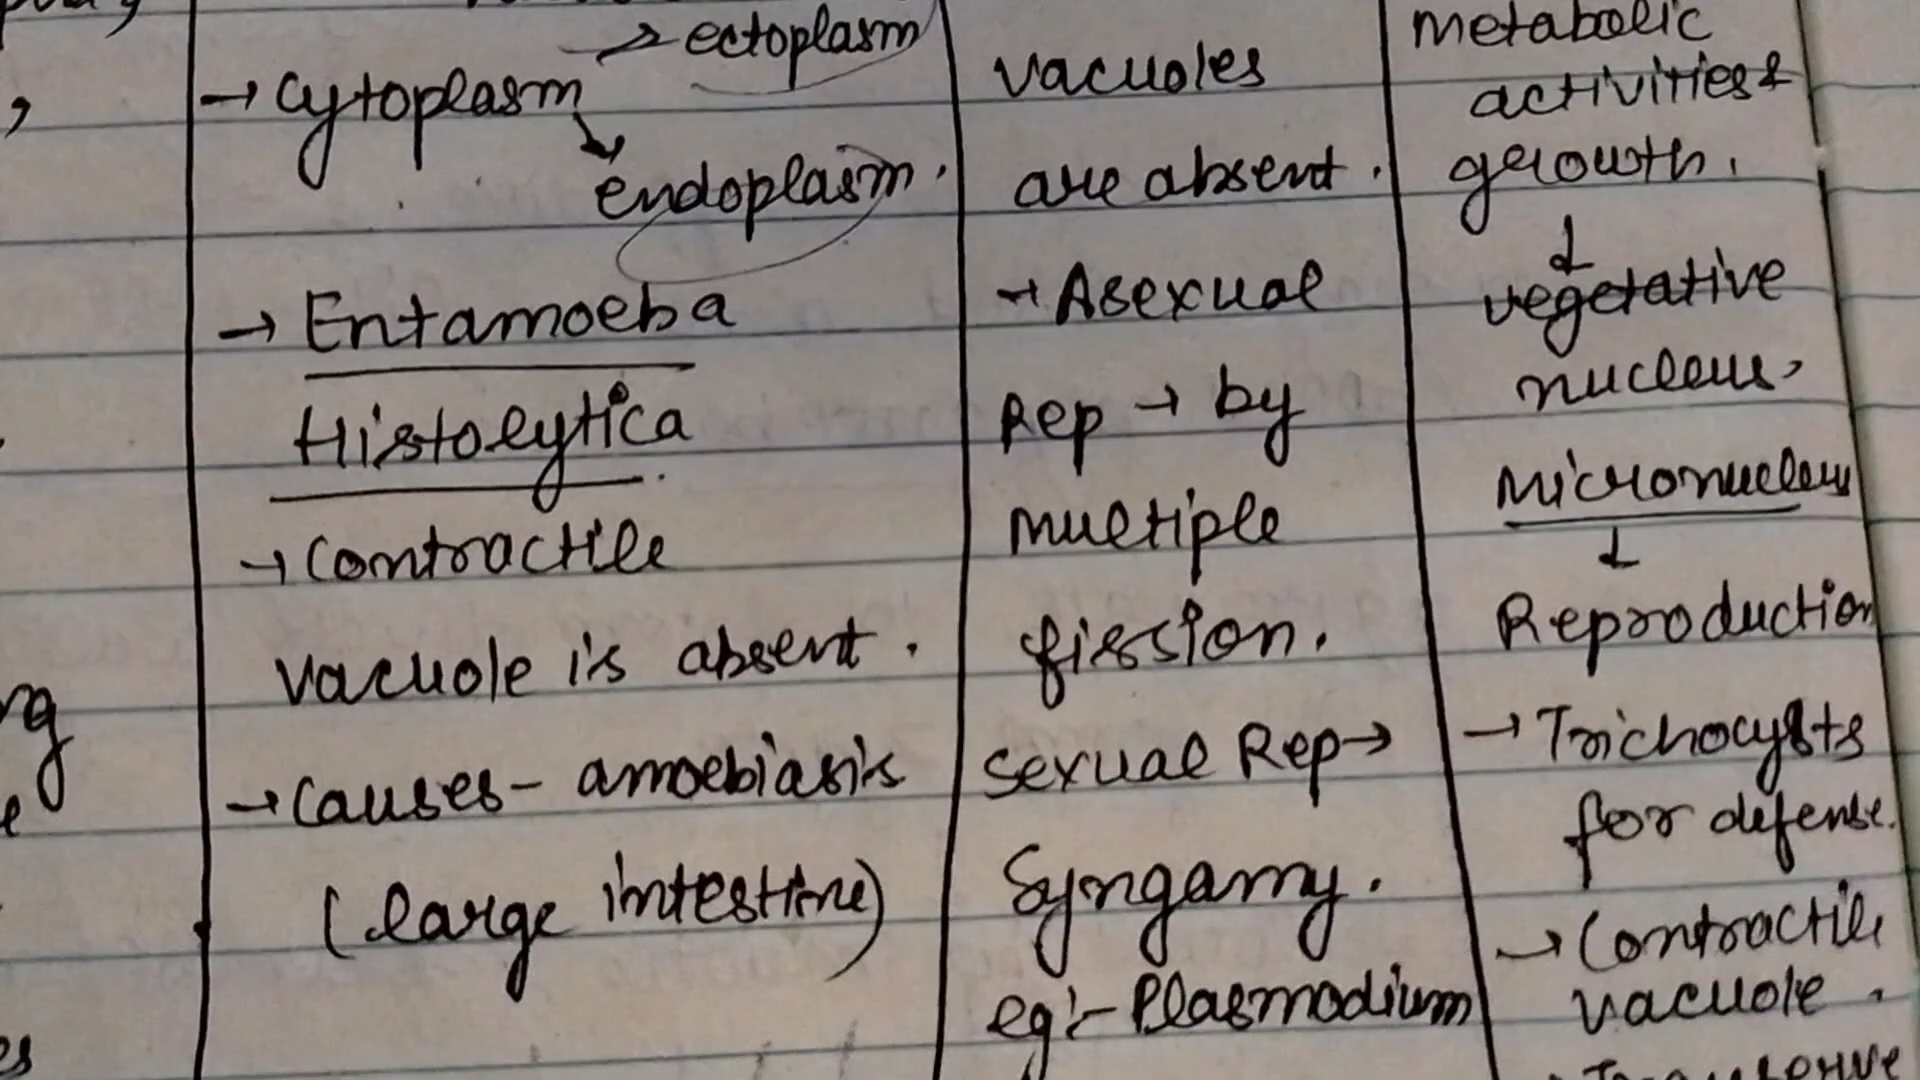 → Cytoplasm → ectoplasm
↘ endoplasm.
→ Entamoeba
Histolytica
→ Contractile
vacuole is absent.
→ Causes - amoebiasis
(large intestine)
vacuoles
are absent.
→ Asexual
Rep → by
multiple
fission.
sexual Rep →
Syngamy.
eg:- Plasmodium
metabolic
activities &
growth.
↓
vegetative
nucleus,
Micronucleus
↓
Reproduction
→ Trichocysts
for defense.
→ Contractile
vacuole.